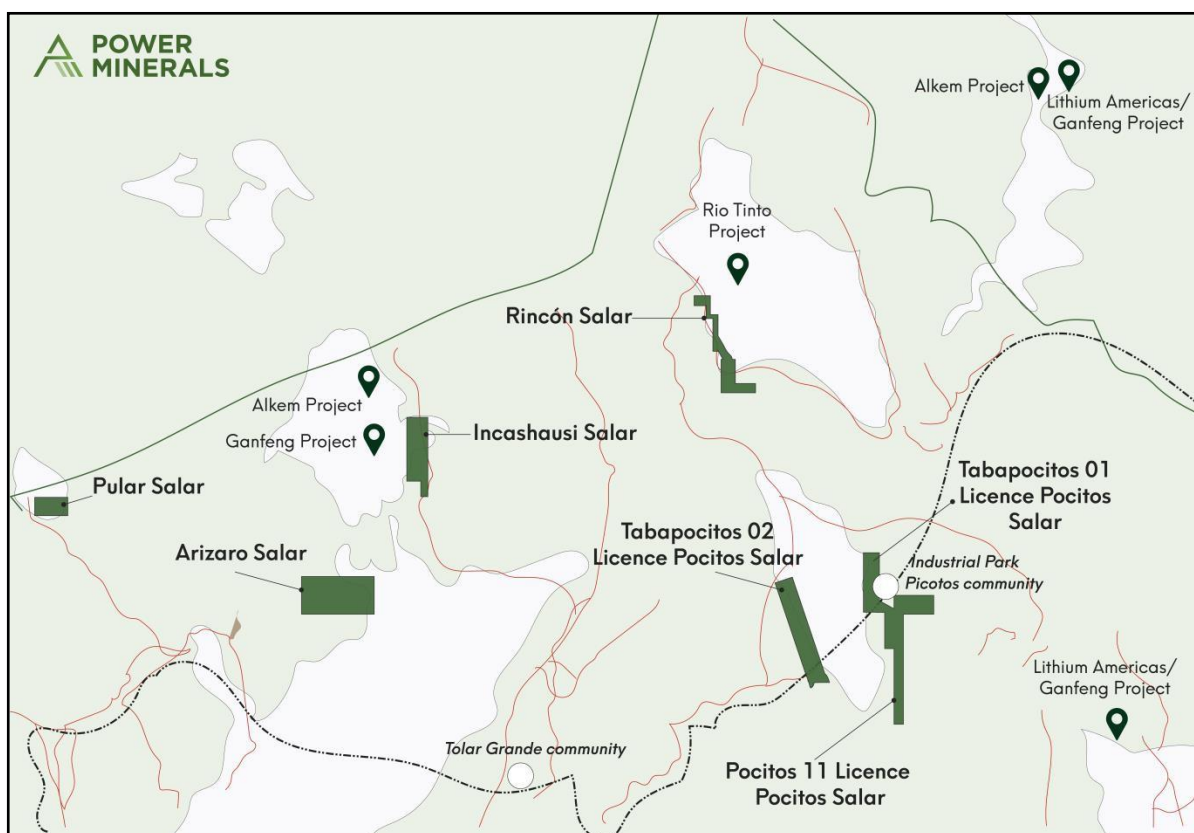 POWER
MINERALS
Alkem Project
Lithium Americas/
Ganfeng Project
Rio Tinto
Project
Rincón Salar
Alkem Project
Ganfeng Project
Incashausi Salar
Pular Salar
Arizaro Salar
Tabapocitos 02
Licence Pocitos Salar
Tabapocitos 01
Licence Pocitos
Salar
Industrial Park
Picotos community
Lithium Americas/
Ganfeng Project
Tolar Grande community
Pocitos 11 Licence
Pocitos Salar